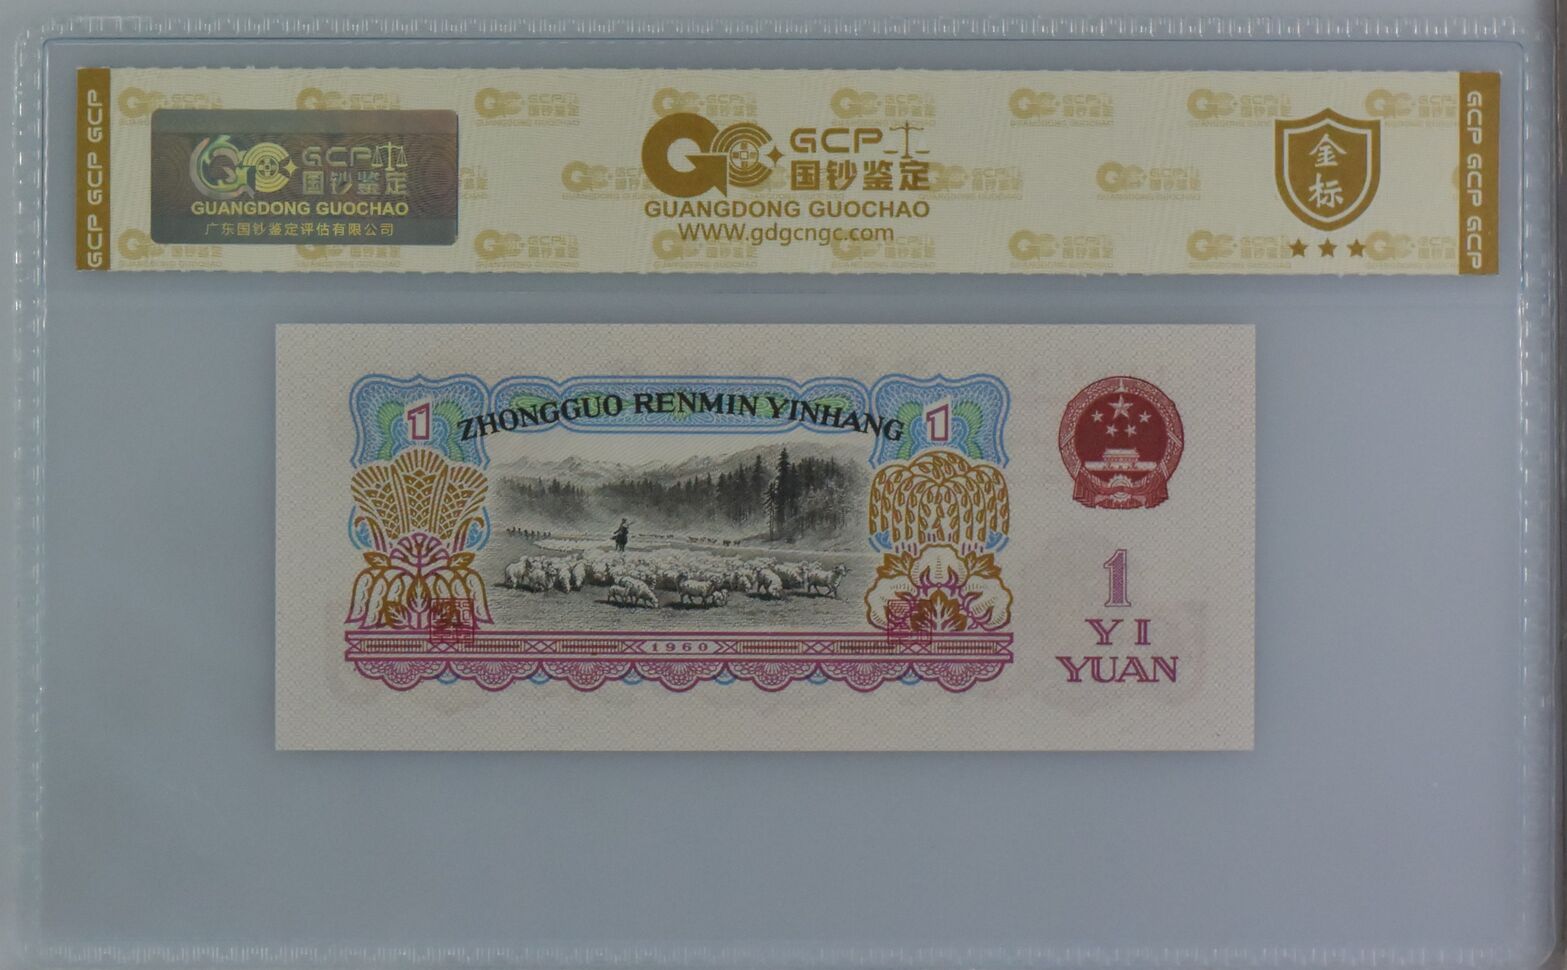 GCP GCP GCP
GCP
国钞鉴定
GUANGDONG GUOCHAO
广东国钞鉴定评估有限公司
GCP
国钞鉴定
GUANGDONG GUOCHAO
WWW.gdgcngc.com
金
标
GCP GCP GCP
1
ZHONGGUO RENMIN YINHANG
1
1960
1
YI
YUAN